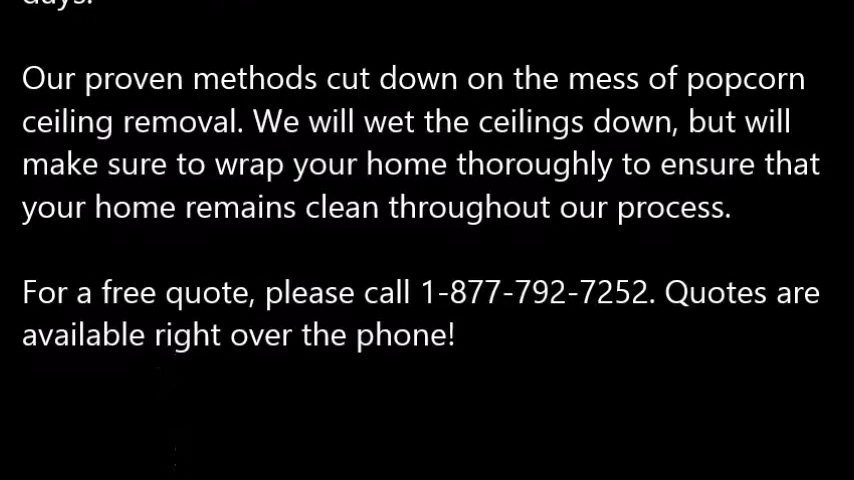 days.
Our proven methods cut down on the mess of popcorn
ceiling removal. We will wet the ceilings down, but will
make sure to wrap your home thoroughly to ensure that
your home remains clean throughout our process.
For a free quote, please call 1-877-792-7252. Quotes are
available right over the phone!